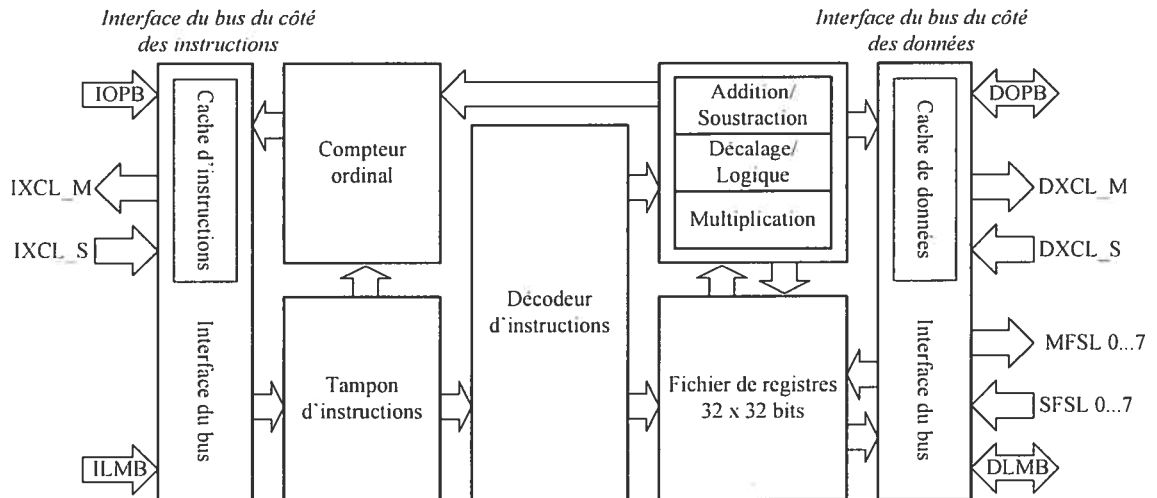 Interface du bus du côté
des instructions
Interface du bus du côté
des données
IOPB
IXCL_M
IXCL_S
ILMB
Cache d'instructions
Interface du bus
Compteur
ordinal
Tampon
d'instructions
Décodeur
d'instructions
Addition/
Soustraction
Décalage/
Logique
Multiplication
Fichier de registres
32 x 32 bits
Cache de données
Interface du bus
DOPB
DXCL_M
DXCL_S
MFSL 0...7
SFSL 0...7
DLMB